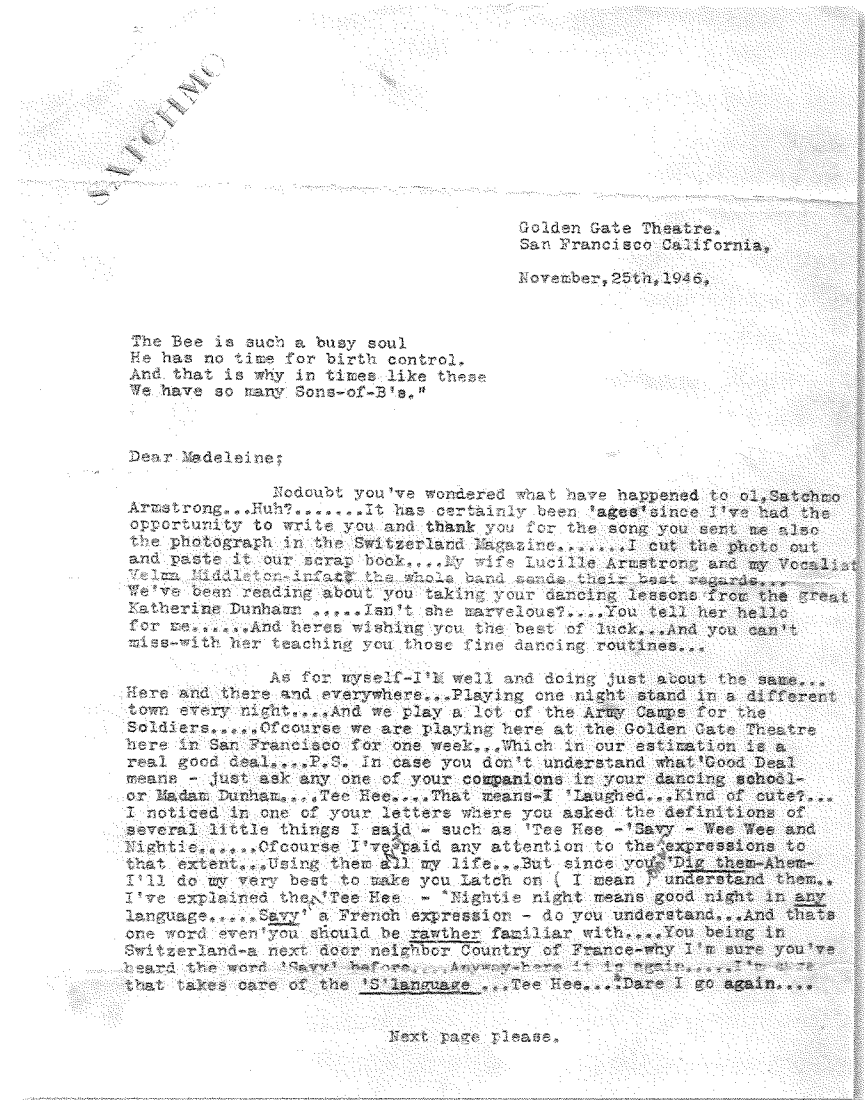 SATCHMO
Golden Gate Theatre.
San Francisco California,
November,25th,1946,
The Bee is such a busy soul
He has no time for birth control.
And that is why in times like these
We have so many Sons-of-B's."
Dear Madeleine;
Nodoubt you've wondered what have happened to ol,Satchmo
Armstrong...Huh?.......It has certainly been 'ages'since I've had the
opportunity to write you and thank you for the song you sent me also
the photograph in the Switzerland Magazine.......I cut the photo out
and paste it our scrap book....My wife Lucille Armstrong and my Vocalist
Velma Middleton-infact the whole band sends their best regards...
We've been reading about you taking your dancing lessons from the great
Katherine Dunhamn .....Isn't she marvelous?....You tell her hello
for me......And heres wishing you the best of luck...And you can't
miss-with her teaching you those fine dancing routines...
As for myself-I'M well and doing just about the same...
Here and there and everywhere...Playing one night stand in a different
town every night....And we play a lot of the Army Camps for the
Soldiers.....Ofcourse we are playing here at the Golden Gate Theatre
here in San Francisco for one week...Which in our estimation is a
real good deal....P.S. In case you don't understand what'Good Deal
means - just ask any one of your companions in your dancing school-
or Madam Dunham....Tee Hee....That means-I 'Laughed...Kind of cute?...
I noticed in one of your letters where you asked the definitions of
several little things I said - such as 'Tee Hee -'Savy - Wee Wee and
Nightie.......Ofcourse I've paid any attention to the expressions to
that extent...Using them all my life...But since you 'Dig them-Ahem-
I'll do my very best to make you Latch on ( I mean ) understand them..
I've explained the 'Tee Hee - "Nightie night means good night in any
language.....Savy' a French expression - do you understand...And thats
one word even'you should be rawther familiar with....You being in
Switzerland-a next door neighbor Country of France-why I'm sure you've
heard the word 'Savy' before....Anyway-here it is again.....I'm sure
that takes care of the 'S'language ...Tee Hee..."Dare I go again....
Next page please.